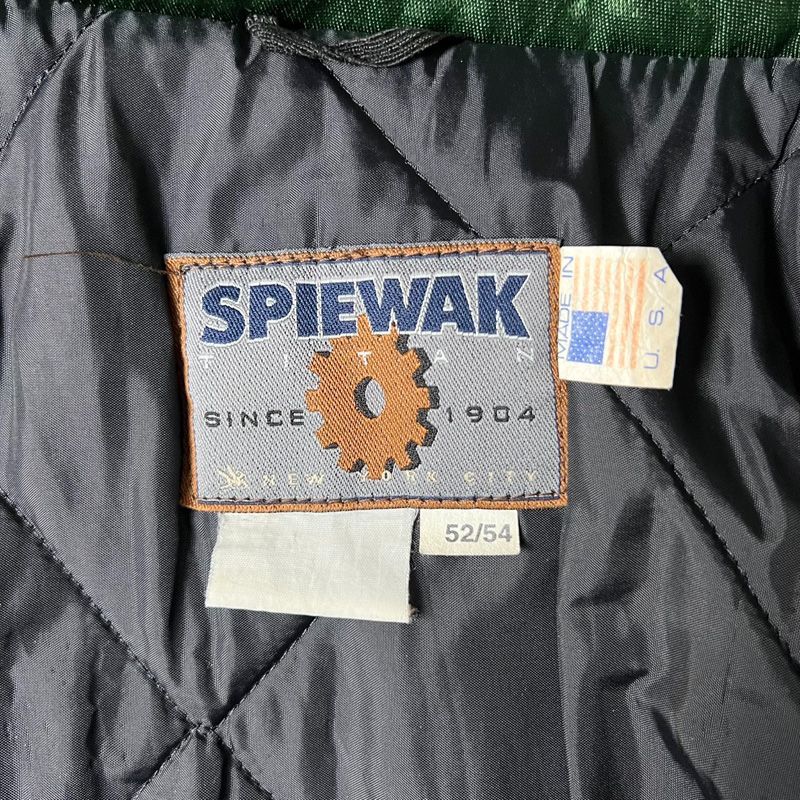 SPIEWAK
TITAN
SINCE 1904
NEW YORK CITY
MADE IN
U.S.A
52/54